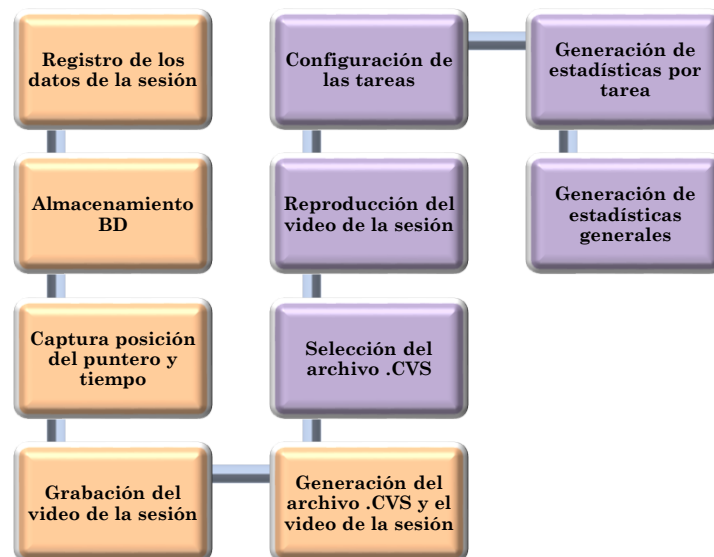 Registro de los
datos de la sesión
Almacenamiento
BD
Captura posición
del puntero y
tiempo
Grabación del
video de la sesión
Generación del
archivo .CVS y el
video de la sesión
Selección del
archivo .CVS
Reproducción del
video de la sesión
Configuración de
las tareas
Generación de
estadísticas por
tarea
Generación de
estadísticas
generales